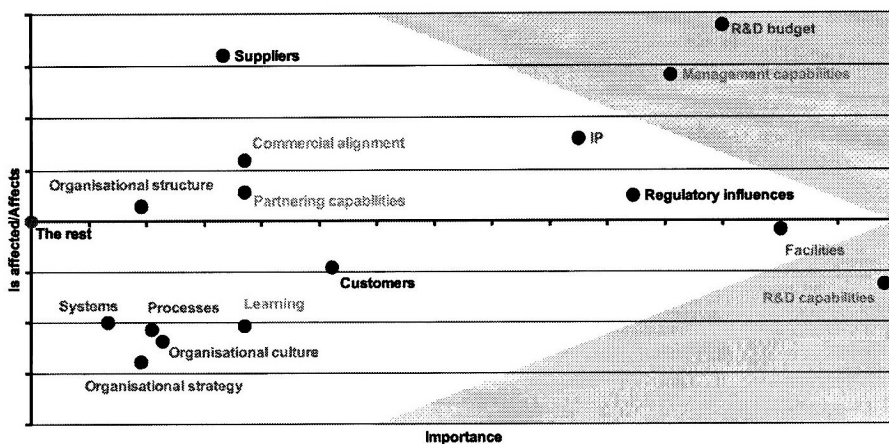 R&D budget
Suppliers
Management capabilities
Commercial alignment
IP
Organisational structure
Partnering capabilities
Regulatory influences
The rest
Facilities
Customers
R&D capabilities
Systems
Processes
Learning
Organisational culture
Organisational strategy
Is affected/Affects
Importance